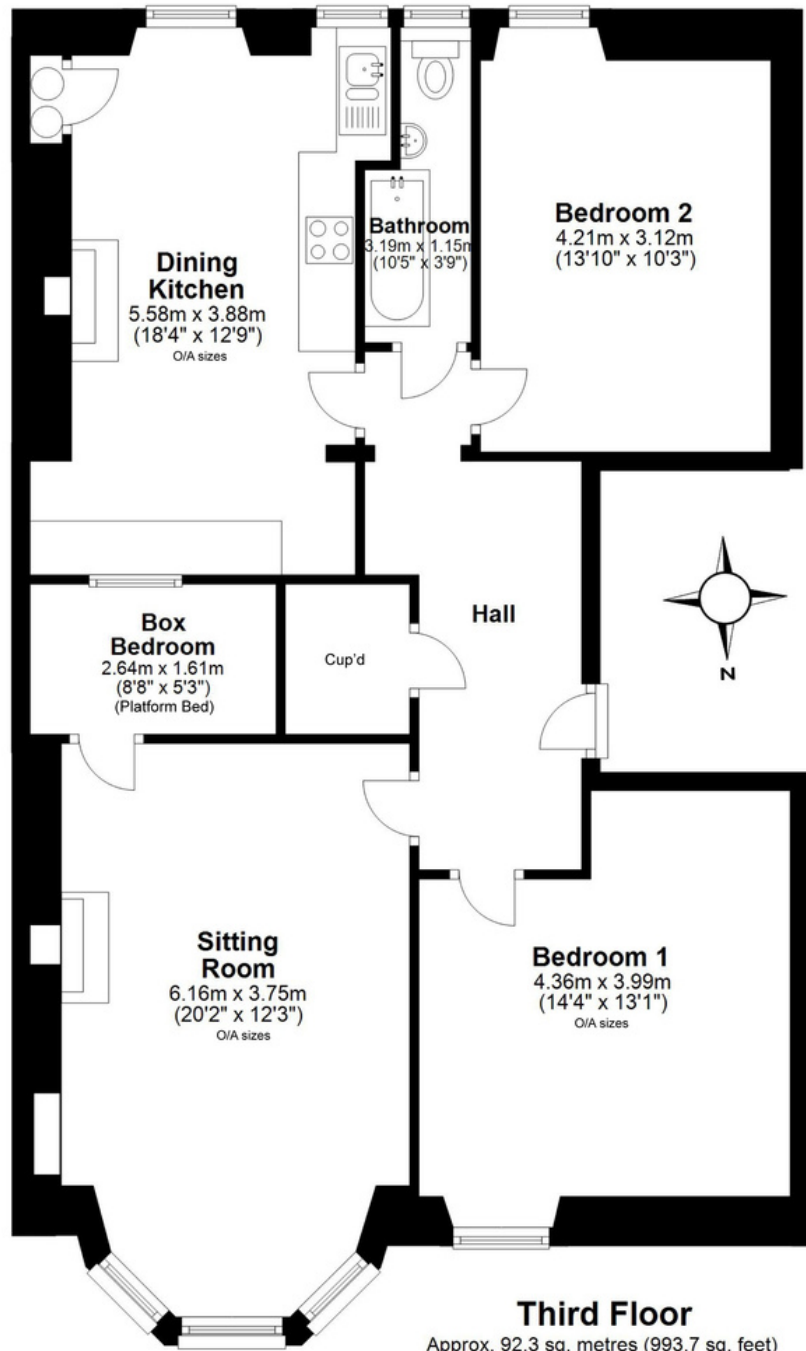 Bathroom
3.19m x 1.15m
(10'5" x 3'9")
Bedroom 2
4.21m x 3.12m
(13'10" x 10'3")
Dining
Kitchen
5.58m x 3.88m
(18'4" x 12'9")
O/A sizes
Box
Bedroom
2.64m x 1.61m
(8'8" x 5'3")
(Platform Bed)
Cup'd
Hall
N
Sitting
Room
6.16m x 3.75m
(20'2" x 12'3")
O/A sizes
Bedroom 1
4.36m x 3.99m
(14'4" x 13'1")
O/A sizes
Third Floor
Approx. 92.3 sq. metres (993.7 sq. feet)